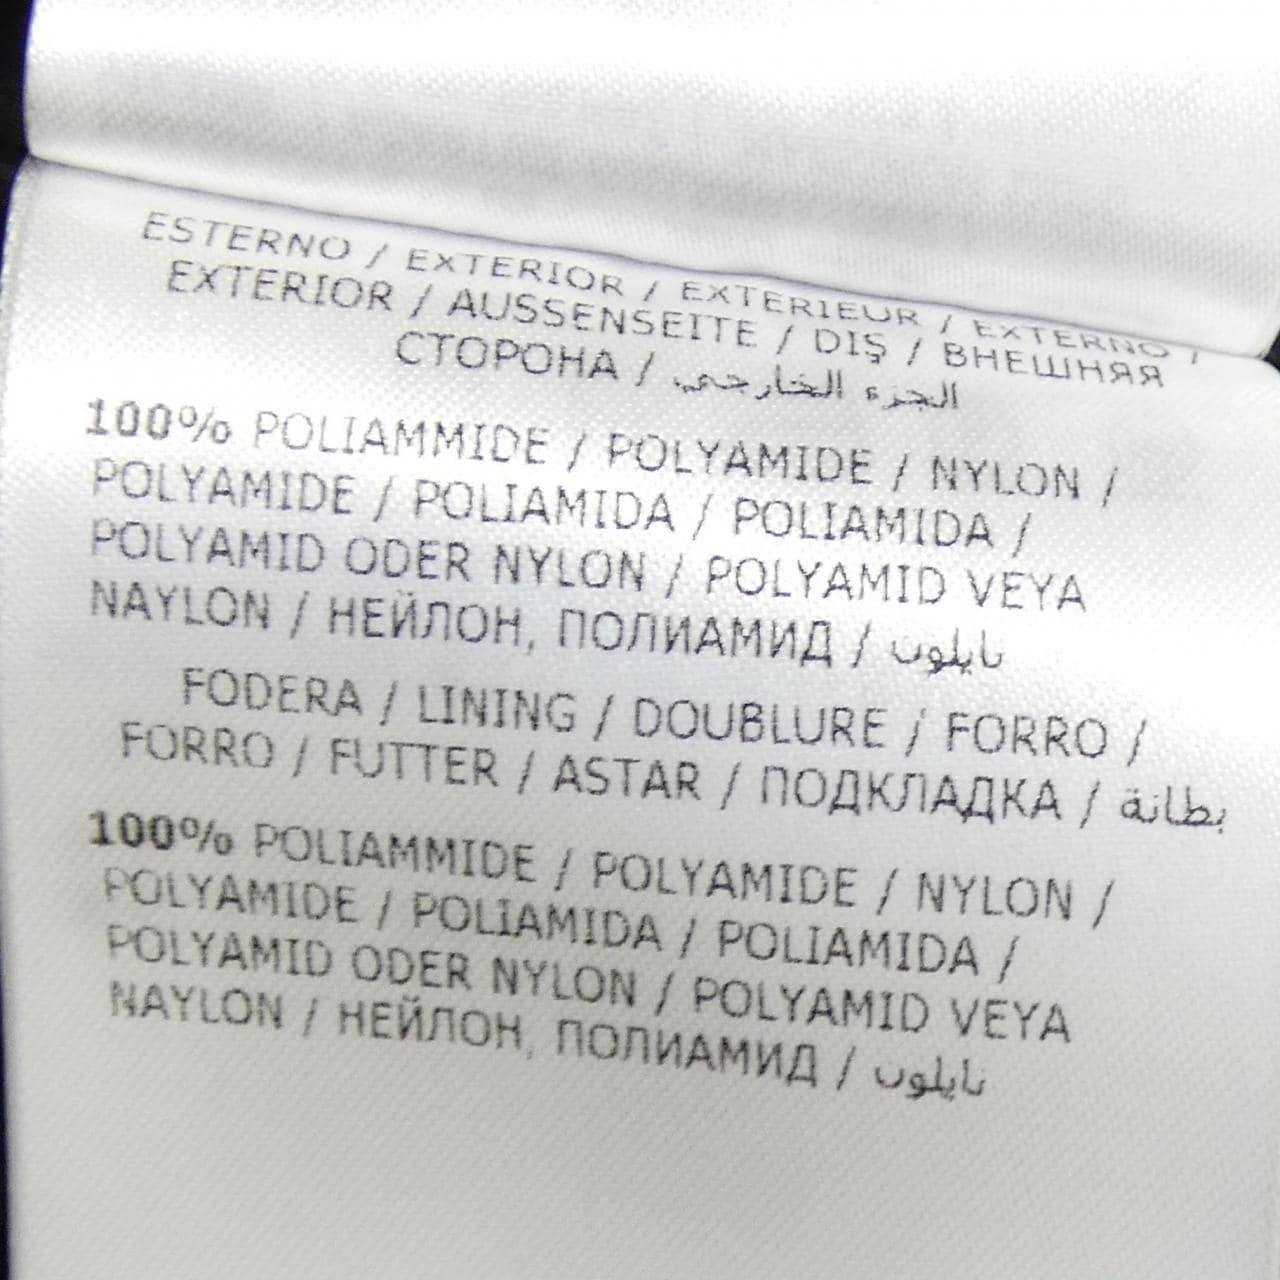 ESTERNO / EXTERIOR / EXTERIEUR / EXTERNO /
EXTERIOR / AUSSENSEITE / DIŞ / ВНЕШНЯЯ
СТОРОНА / الجزء الخارجي
100% POLIAMMIDE / POLYAMIDE / NYLON /
POLYAMIDE / POLIAMIDA / POLIAMIDA /
POLYAMID ODER NYLON / POLYAMID VEYA
NAYLON / НЕЙЛОН, ПОЛИАМИД / نايلون
FODERA / LINING / DOUBLURE / FORRO /
FORRO / FUTTER / ASTAR / ПОДКЛАДКА / بطانة
100% POLIAMMIDE / POLYAMIDE / NYLON /
POLYAMIDE / POLIAMIDA / POLIAMIDA /
POLYAMID ODER NYLON / POLYAMID VEYA
NAYLON / НЕЙЛОН, ПОЛИАМИД / نايلون